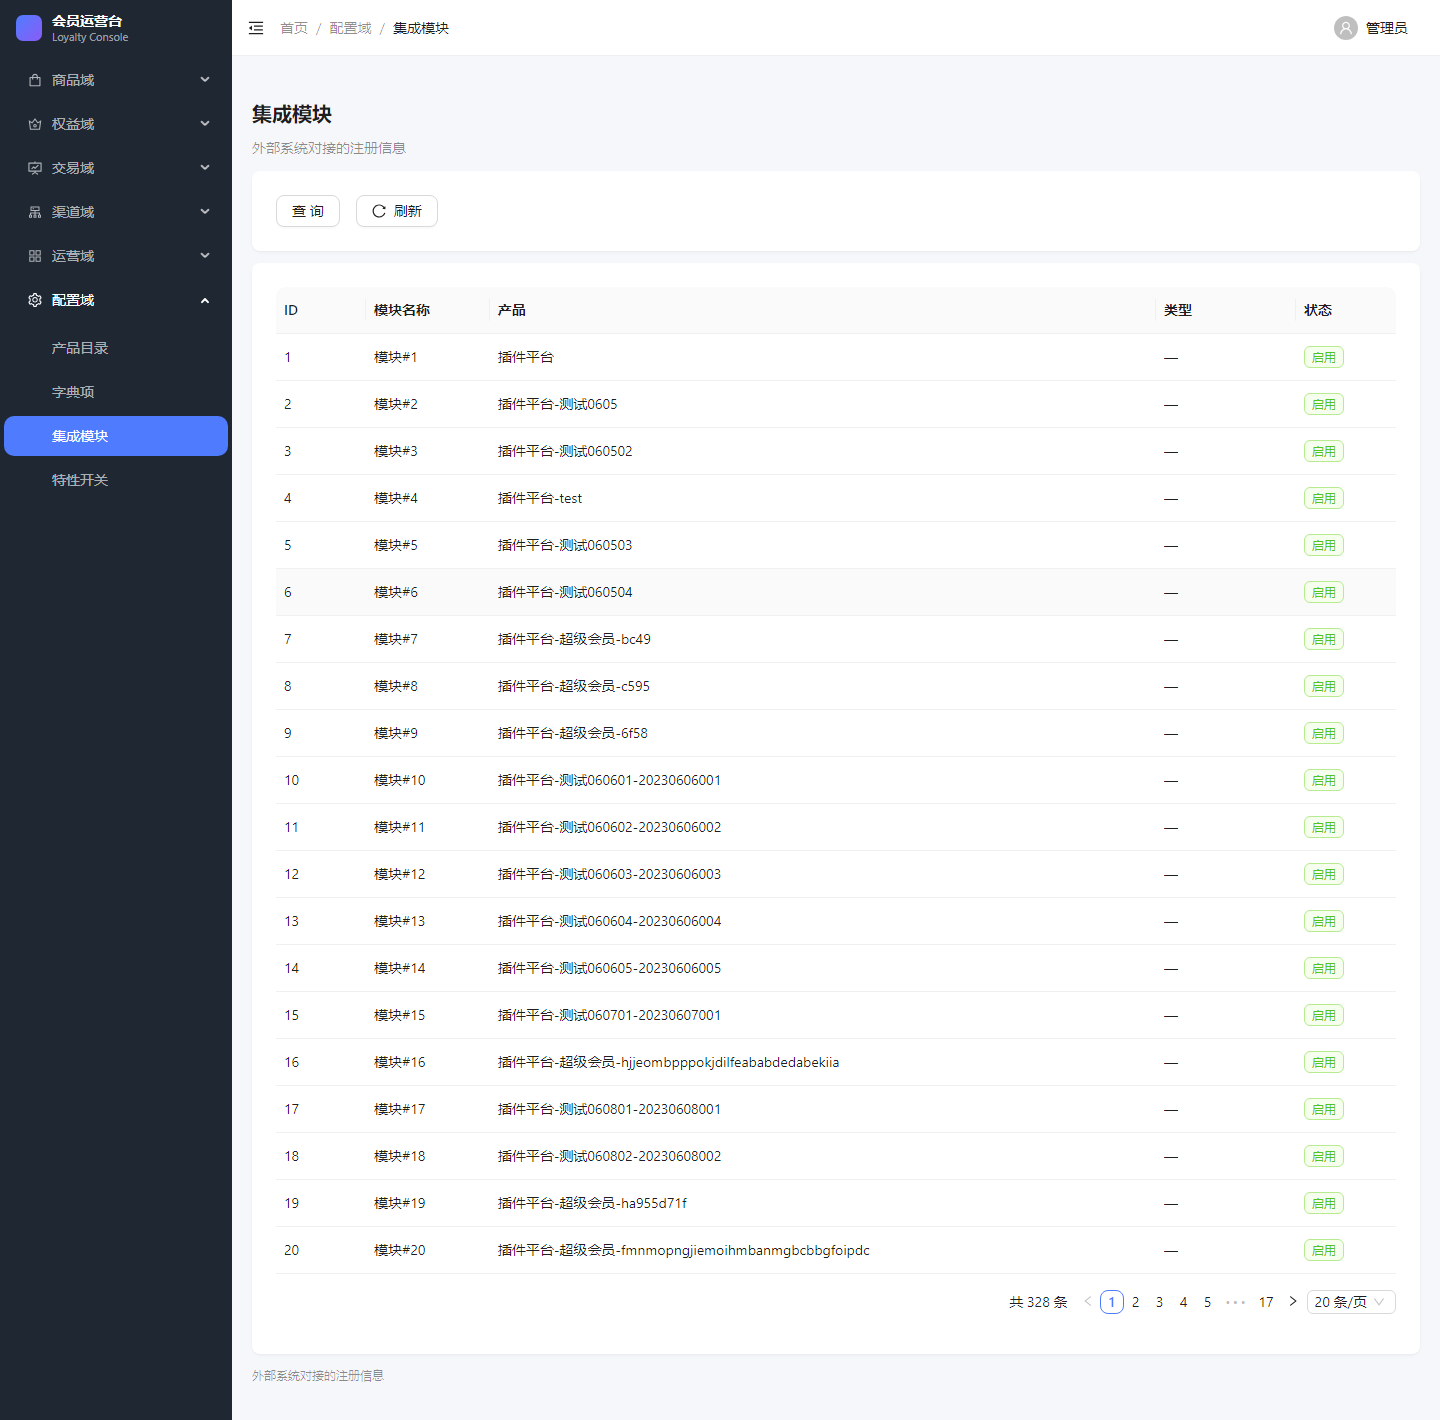 会员运营台
Loyalty Console
商品域
权益域
交易域
渠道域
运营域
配置域
产品目录
字典项
集成模块
特性开关
首页 / 配置域 / 集成模块
管理员
集成模块
外部系统对接的注册信息
查 询 刷新
ID 模块名称 产品 类型 状态
1 模块#1 插件平台 — 启用
2 模块#2 插件平台-测试0605 — 启用
3 模块#3 插件平台-测试060502 — 启用
4 模块#4 插件平台-test — 启用
5 模块#5 插件平台-测试060503 — 启用
6 模块#6 插件平台-测试060504 — 启用
7 模块#7 插件平台-超级会员-bc49 — 启用
8 模块#8 插件平台-超级会员-c595 — 启用
9 模块#9 插件平台-超级会员-6f58 — 启用
10 模块#10 插件平台-测试060601-20230606001 — 启用
11 模块#11 插件平台-测试060602-20230606002 — 启用
12 模块#12 插件平台-测试060603-20230606003 — 启用
13 模块#13 插件平台-测试060604-20230606004 — 启用
14 模块#14 插件平台-测试060605-20230606005 — 启用
15 模块#15 插件平台-测试060701-20230607001 — 启用
16 模块#16 插件平台-超级会员-hjjeombpppokjdilfeababdedabekiia — 启用
17 模块#17 插件平台-测试060801-20230608001 — 启用
18 模块#18 插件平台-测试060802-20230608002 — 启用
19 模块#19 插件平台-超级会员-ha955d71f — 启用
20 模块#20 插件平台-超级会员-fmnmopngjiemoihmbanmgbcbbgfoipdc — 启用
共 328 条 1 2 3 4 5 ••• 17 20 条/页
外部系统对接的注册信息